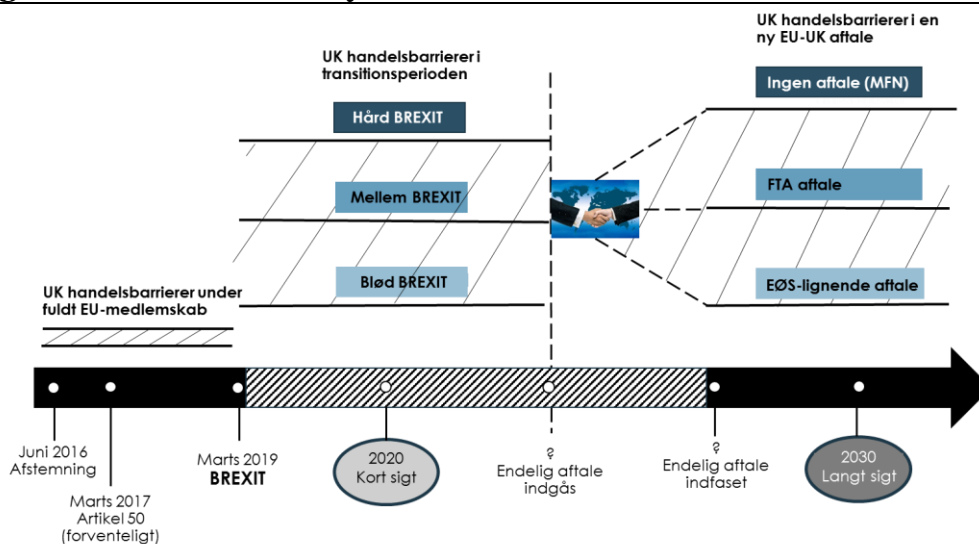 UK handelsbarrierer i en
ny EU-UK aftale
UK handelsbarrierer i
transitionsperioden
Ingen aftale (MFN)
Hård BREXIT
Mellem BREXIT
FTA aftale
Blød BREXIT
EØS-lignende aftale
UK handelsbarrierer under
fuldt EU-medlemskab
Juni 2016
Afstemning
Marts 2017
Artikel 50
(forventeligt)
Marts 2019
BREXIT
2020
Kort sigt
?
Endelig aftale
indgås
?
Endelig aftale
indfaset
2030
Langt sigt